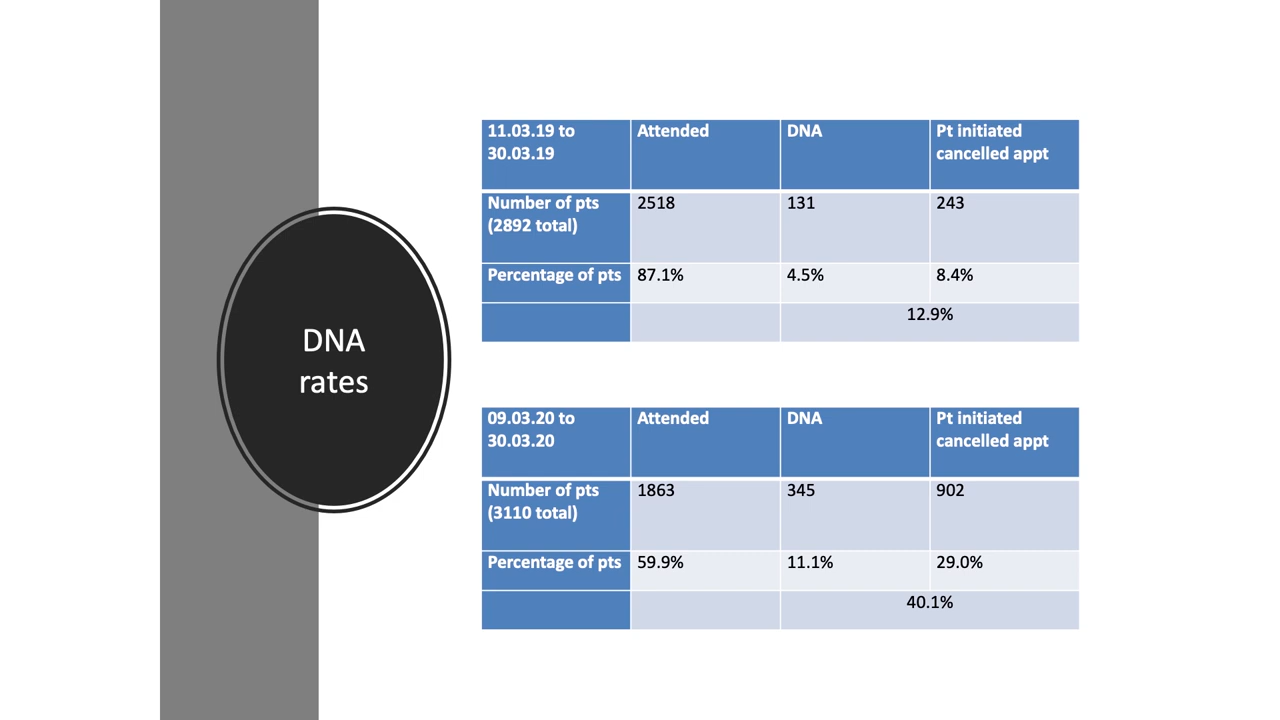 DNA
rates
11.03.19 to
30.03.19
Attended
DNA
Pt initiated
cancelled appt
Number of pts
(2892 total)
2518
131
243
Percentage of pts
87.1%
4.5%
8.4%
12.9%
09.03.20 to
30.03.20
Attended
DNA
Pt initiated
cancelled appt
Number of pts
(3110 total)
1863
345
902
Percentage of pts
59.9%
11.1%
29.0%
40.1%